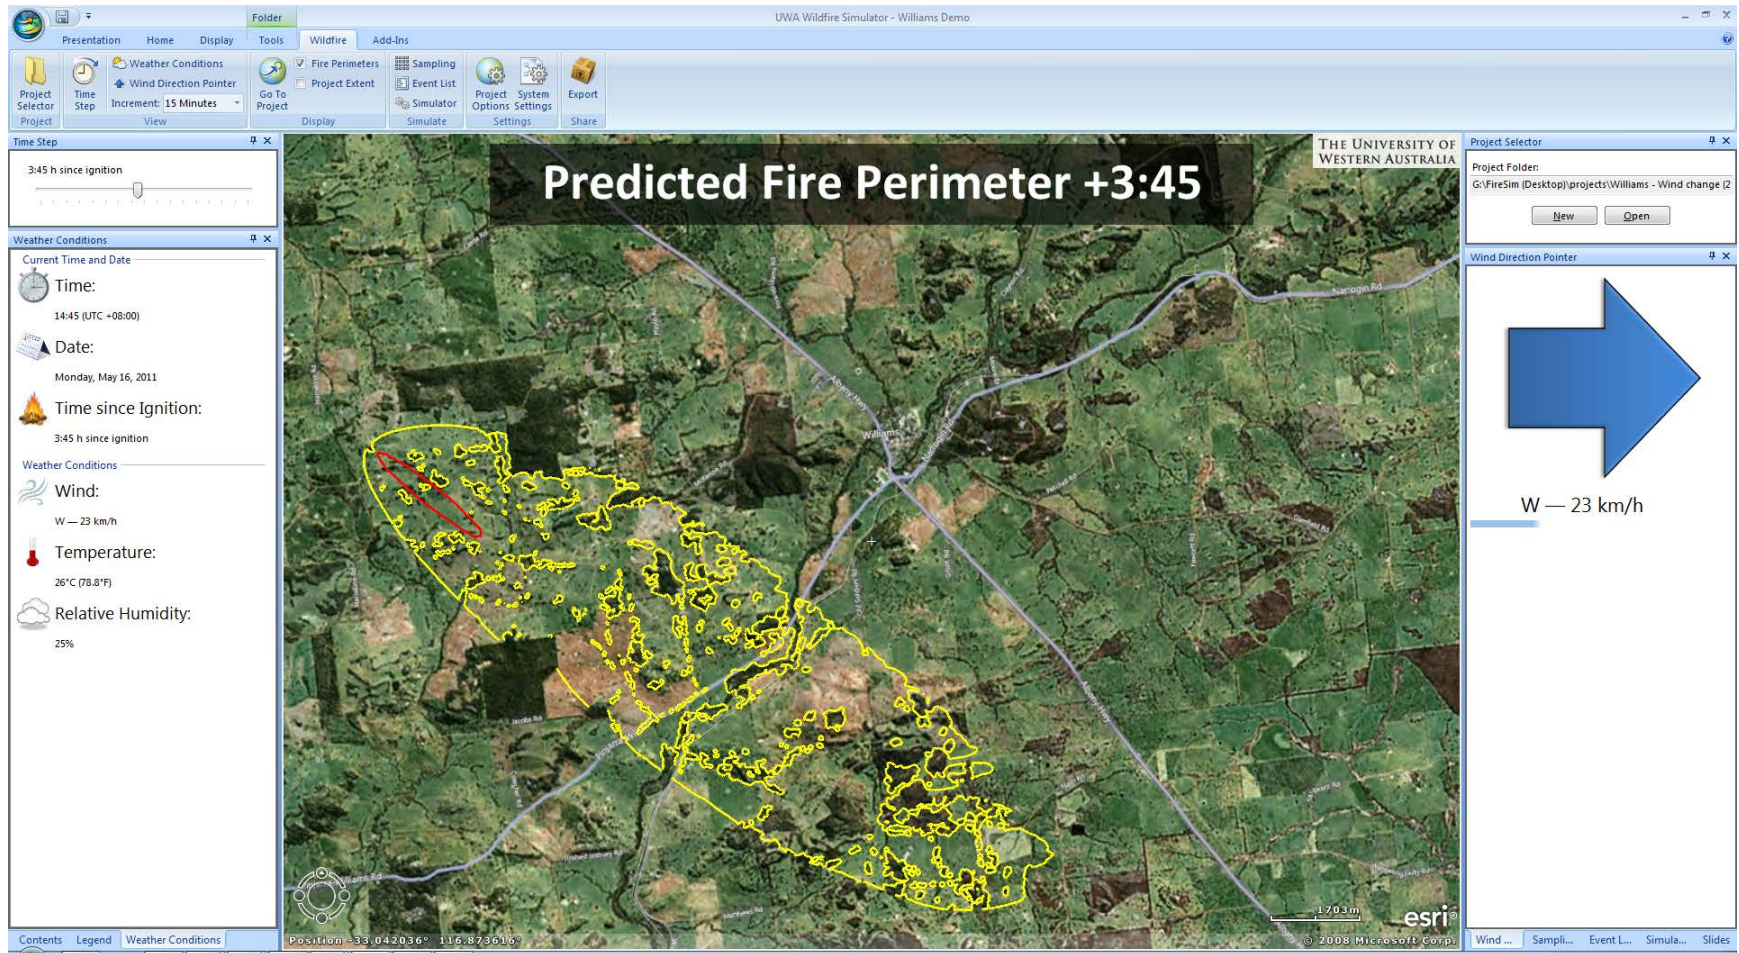 Folder
UWA Wildfire Simulator - Williams Demo
Presentation Home Display Tools Wildfire Add-Ins
Project Selector
Time Step
Weather Conditions
Wind Direction Pointer
Increment: 15 Minutes
Go To Project
Fire Perimeters
Project Extent
Sampling
Event List
Simulator
Project Options
System Settings
Export
Project View Display Simulate Settings Share
Time Step
3:45 h since ignition
Weather Conditions
Current Time and Date
Time:
14:45 (UTC +08:00)
Date:
Monday, May 16, 2011
Time since Ignition:
3:45 h since ignition
Weather Conditions
Wind:
W — 23 km/h
Temperature:
26°C (78.8°F)
Relative Humidity:
25%
Contents Legend Weather Conditions
Predicted Fire Perimeter +3:45
THE UNIVERSITY OF
WESTERN AUSTRALIA
Narrogin Rd
Albany Hwy
Williams
Narrogin Rd
Albany Hwy
Jacobs Rd
1703m
esri
Position -33.042036° 116.873616°
© 2008 Microsoft Corp.
Project Selector
Project Folder:
G:\FireSim (Desktop)\projects\Williams - Wind change (2
New Open
Wind Direction Pointer
W — 23 km/h
Wind ... Sampli... Event L... Simula... Slides